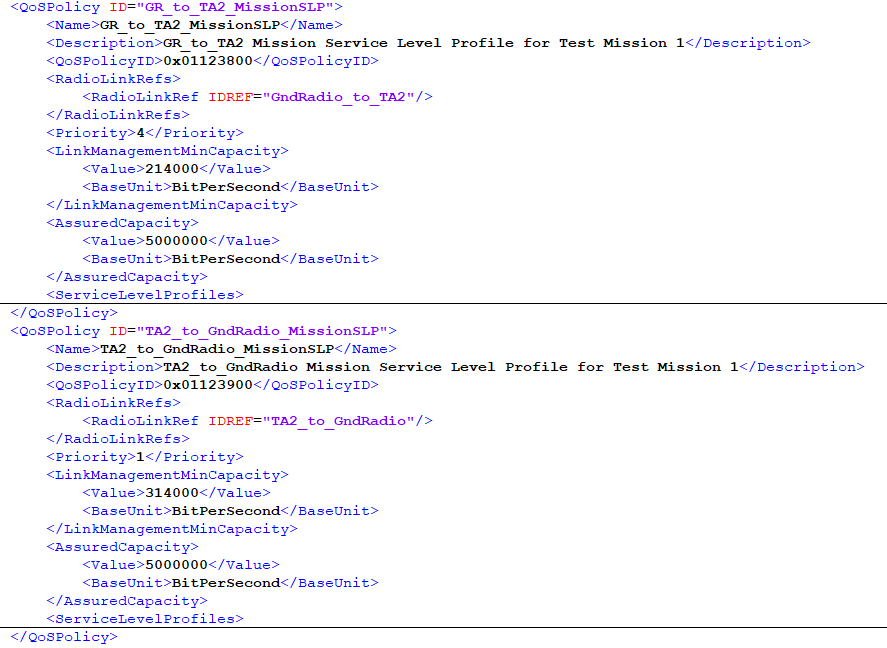 <QoSPolicy ID="GR_to_TA2_MissionSLP">
<Name>GR_to_TA2_MissionSLP</Name>
<Description>GR_to_TA2 Mission Service Level Profile for Test Mission 1</Description>
<QoSPolicyID>0x01123800</QoSPolicyID>
<RadioLinkRefs>
<RadioLinkRef IDREF="GndRadio_to_TA2"/>
</RadioLinkRefs>
<Priority>4</Priority>
<LinkManagementMinCapacity>
<Value>214000</Value>
<BaseUnit>BitPerSecond</BaseUnit>
</LinkManagementMinCapacity>
<AssuredCapacity>
<Value>5000000</Value>
<BaseUnit>BitPerSecond</BaseUnit>
</AssuredCapacity>
<ServiceLevelProfiles>
</QoSPolicy>
<QoSPolicy ID="TA2_to_GndRadio_MissionSLP">
<Name>TA2_to_GndRadio_MissionSLP</Name>
<Description>TA2_to_GndRadio Mission Service Level Profile for Test Mission 1</Description>
<QoSPolicyID>0x01123900</QoSPolicyID>
<RadioLinkRefs>
<RadioLinkRef IDREF="TA2_to_GndRadio"/>
</RadioLinkRefs>
<Priority>1</Priority>
<LinkManagementMinCapacity>
<Value>314000</Value>
<BaseUnit>BitPerSecond</BaseUnit>
</LinkManagementMinCapacity>
<AssuredCapacity>
<Value>5000000</Value>
<BaseUnit>BitPerSecond</BaseUnit>
</AssuredCapacity>
<ServiceLevelProfiles>
</QoSPolicy>